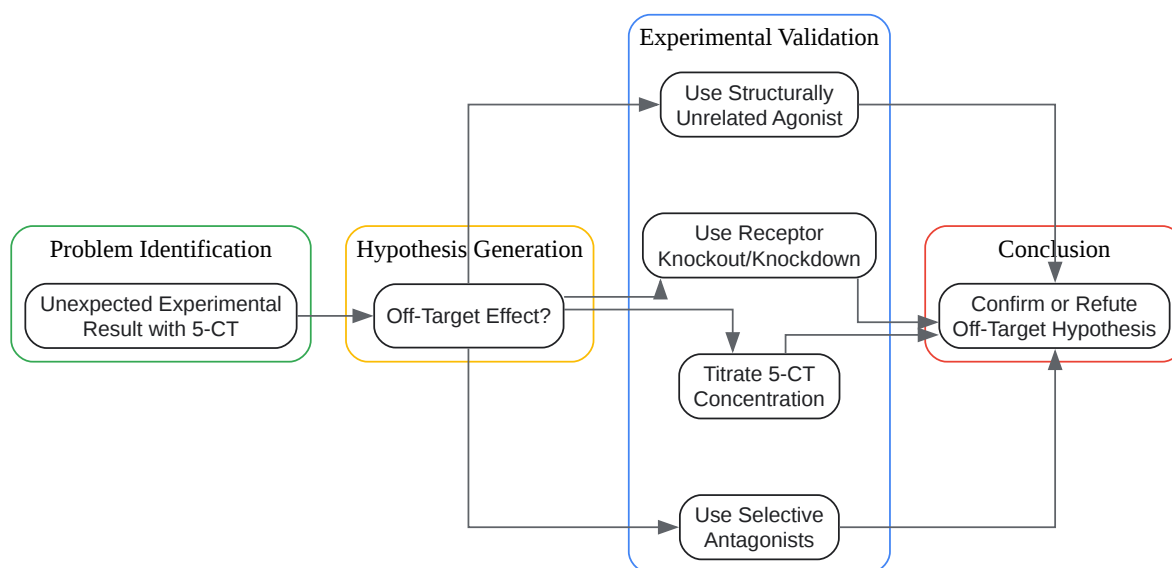 Problem Identification
Unexpected Experimental
Result with 5-CT
Hypothesis Generation
Off-Target Effect?
Experimental Validation
Use Structurally
Unrelated Agonist
Use Receptor
Knockout/Knockdown
Titrate 5-CT
Concentration
Use Selective
Antagonists
Conclusion
Confirm or Refute
Off-Target Hypothesis